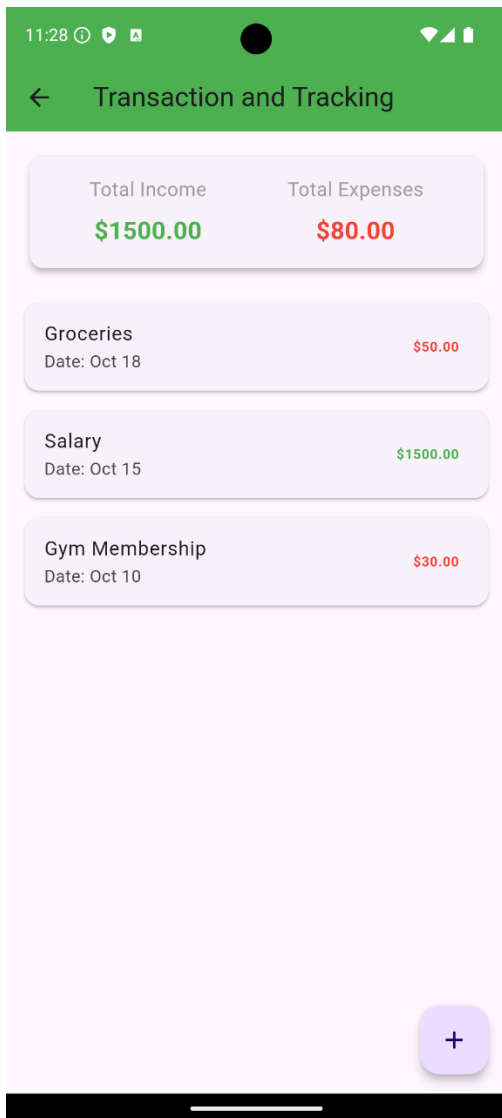 11:28
Transaction and Tracking
Total Income Total Expenses
$1500.00 $80.00
Groceries
$50.00
Date: Oct 18
Salary
$1500.00
Date: Oct 15
Gym Membership
$30.00
Date: Oct 10
+